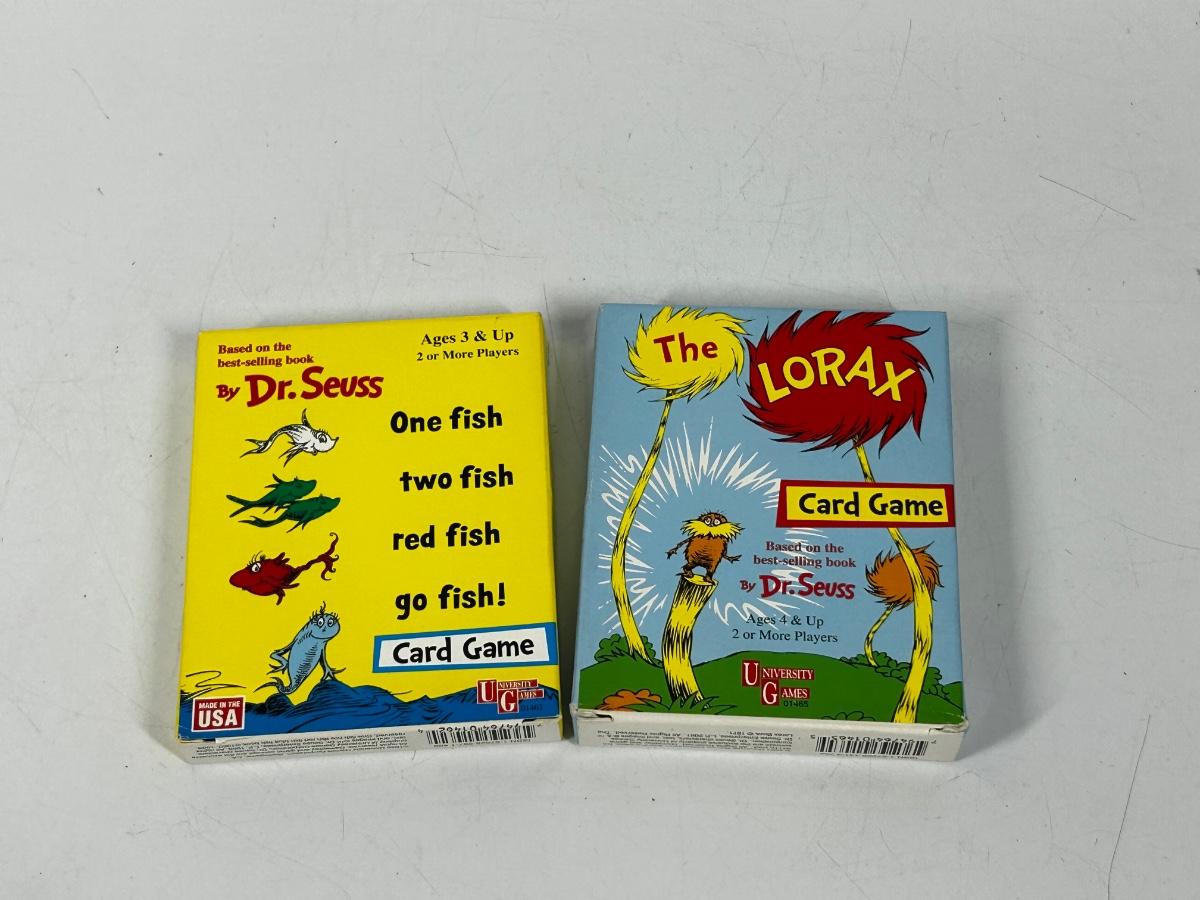 Based on the
best-selling book
By Dr. Seuss
Ages 3 & Up
2 or More Players
One fish
two fish
red fish
go fish!
Card Game
MADE IN THE
USA
UNIVERSITY
GAMES
The
LORAX
Card Game
Based on the
best-selling book
By Dr. Seuss
Ages 4 & Up
2 or More Players
UNIVERSITY
GAMES
01465